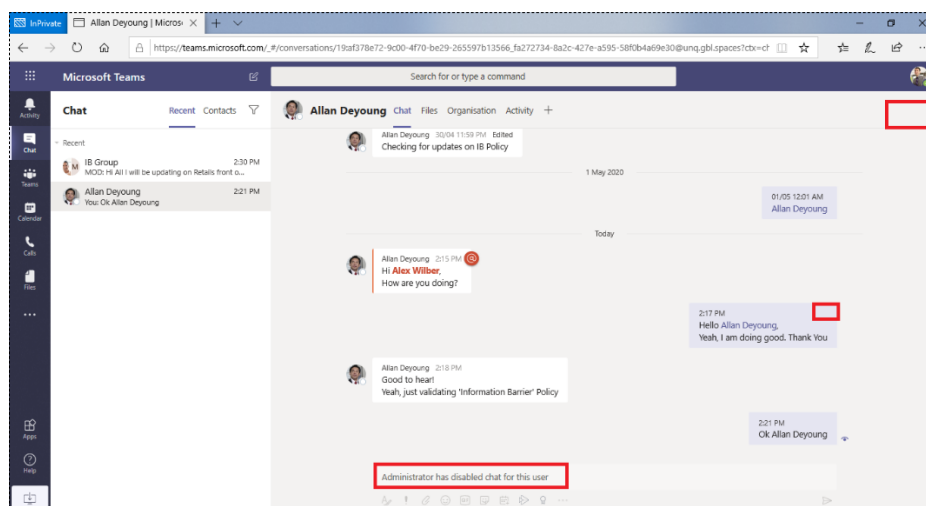 InPrivate
Allan Deyoung | Micros
https://teams.microsoft.com/_#/conversations/19:af378e72-9c00-4f70-be29-265597b13566_fa272734-8a2c-427e-a595-58f0b4a69e30@unq.gbl.spaces?ctx=ch
Microsoft Teams
Search for or type a command
Activity
Chat
Teams
Calendar
Calls
Files
Apps
Help
Chat
Recent Contacts
Recent
IB Group 2:30 PM
MOD: Hi All I will be updating on Retails front o...
Allan Deyoung 2:21 PM
You: Ok Allan Deyoung
Allan Deyoung Chat Files Organisation Activity
Allan Deyoung 30/04 11:59 PM Edited
Checking for updates on IB Policy
1 May 2020
01/05 12:01 AM
Allan Deyoung
Today
Allan Deyoung 2:15 PM
Hi Alex Wilber,
How are you doing?
2:17 PM
Hello Allan Deyoung,
Yeah, I am doing good. Thank You
Allan Deyoung 2:18 PM
Good to hear!
Yeah, just validating 'Information Barrier' Policy
2:21 PM
Ok Allan Deyoung
Administrator has disabled chat for this user